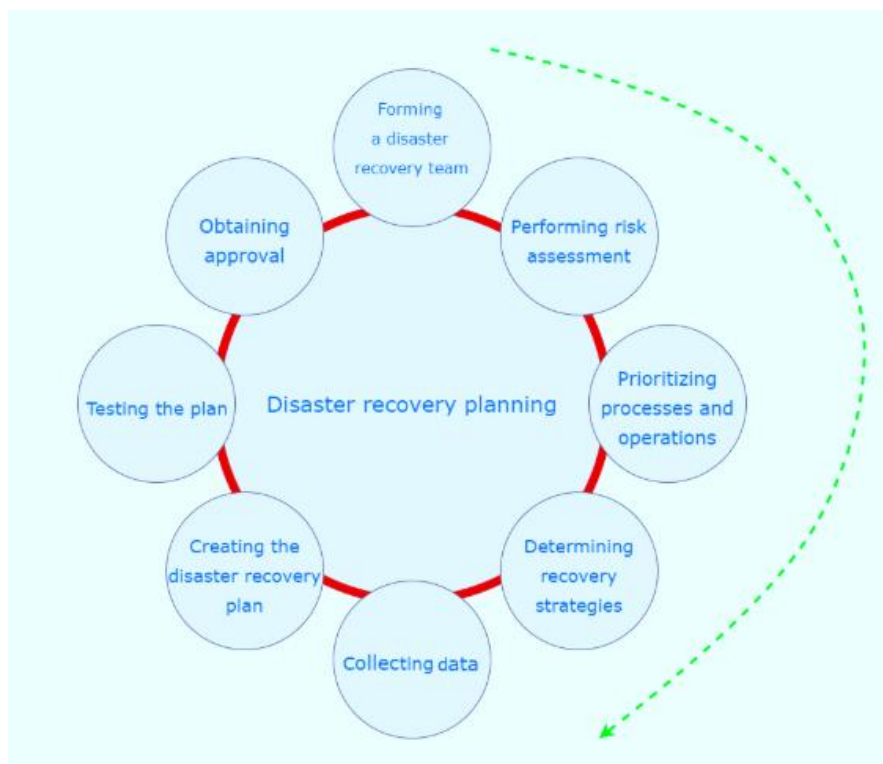 Forming
a disaster
recovery team
Performing risk
assessment
Prioritizing
processes and
operations
Determining
recovery
strategies
Collecting data
Creating the
disaster recovery
plan
Testing the plan
Obtaining
approval
Disaster recovery planning